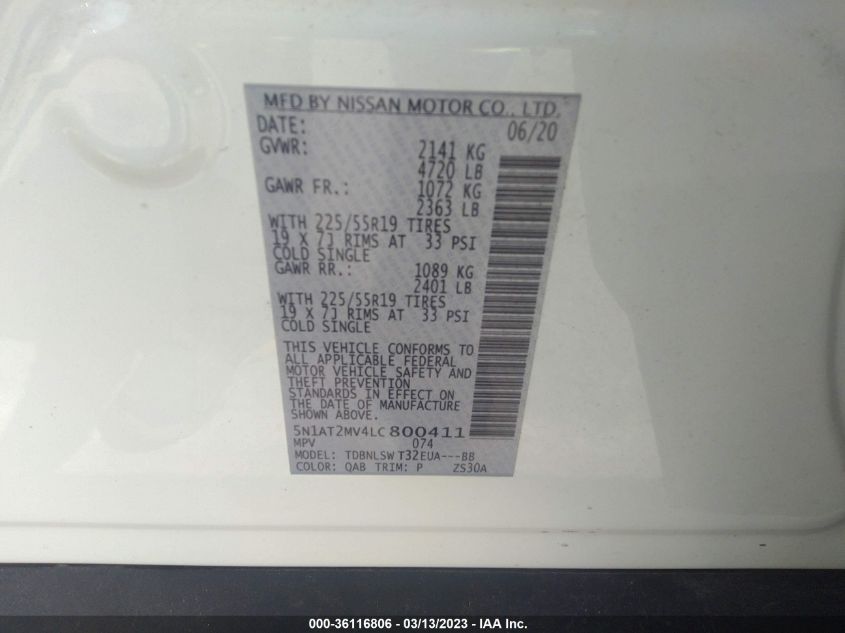 MFD BY NISSAN MOTOR CO., LTD.
DATE: 06/20
GVWR: 2141 KG
4720 LB
GAWR FR.: 1072 KG
2363 LB
WITH 225/55R19 TIRES
19 X 7J RIMS AT 33 PSI
COLD SINGLE
GAWR RR.: 1089 KG
2401 LB
WITH 225/55R19 TIRES
19 X 7J RIMS AT 33 PSI
COLD SINGLE
THIS VEHICLE CONFORMS TO
ALL APPLICABLE FEDERAL
MOTOR VEHICLE SAFETY AND
THEFT PREVENTION
STANDARDS IN EFFECT ON
THE DATE OF MANUFACTURE
SHOWN ABOVE.
5N1AT2MV4LC800411
MPV 074
MODEL: TDBNLSW T32EUA---BB
COLOR: QAB TRIM: P ZS30A
000-36116806 — 03/13/2023 - IAA Inc.